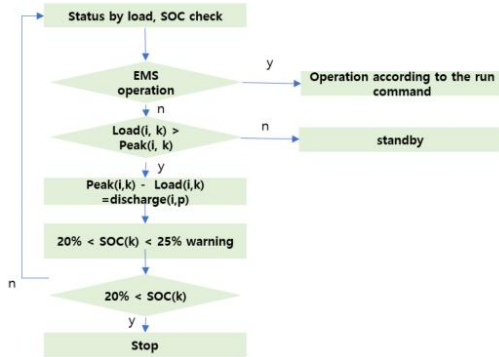 Status by load, SOC check
EMS
operation
y
Operation according to the run
command
n
Load(i, k) >
Peak(i, k)
n
standby
y
Peak(i,k) - Load(i,k)
=discharge(i,p)
20% < SOC(k) < 25% warning
n
20% < SOC(k)
y
Stop